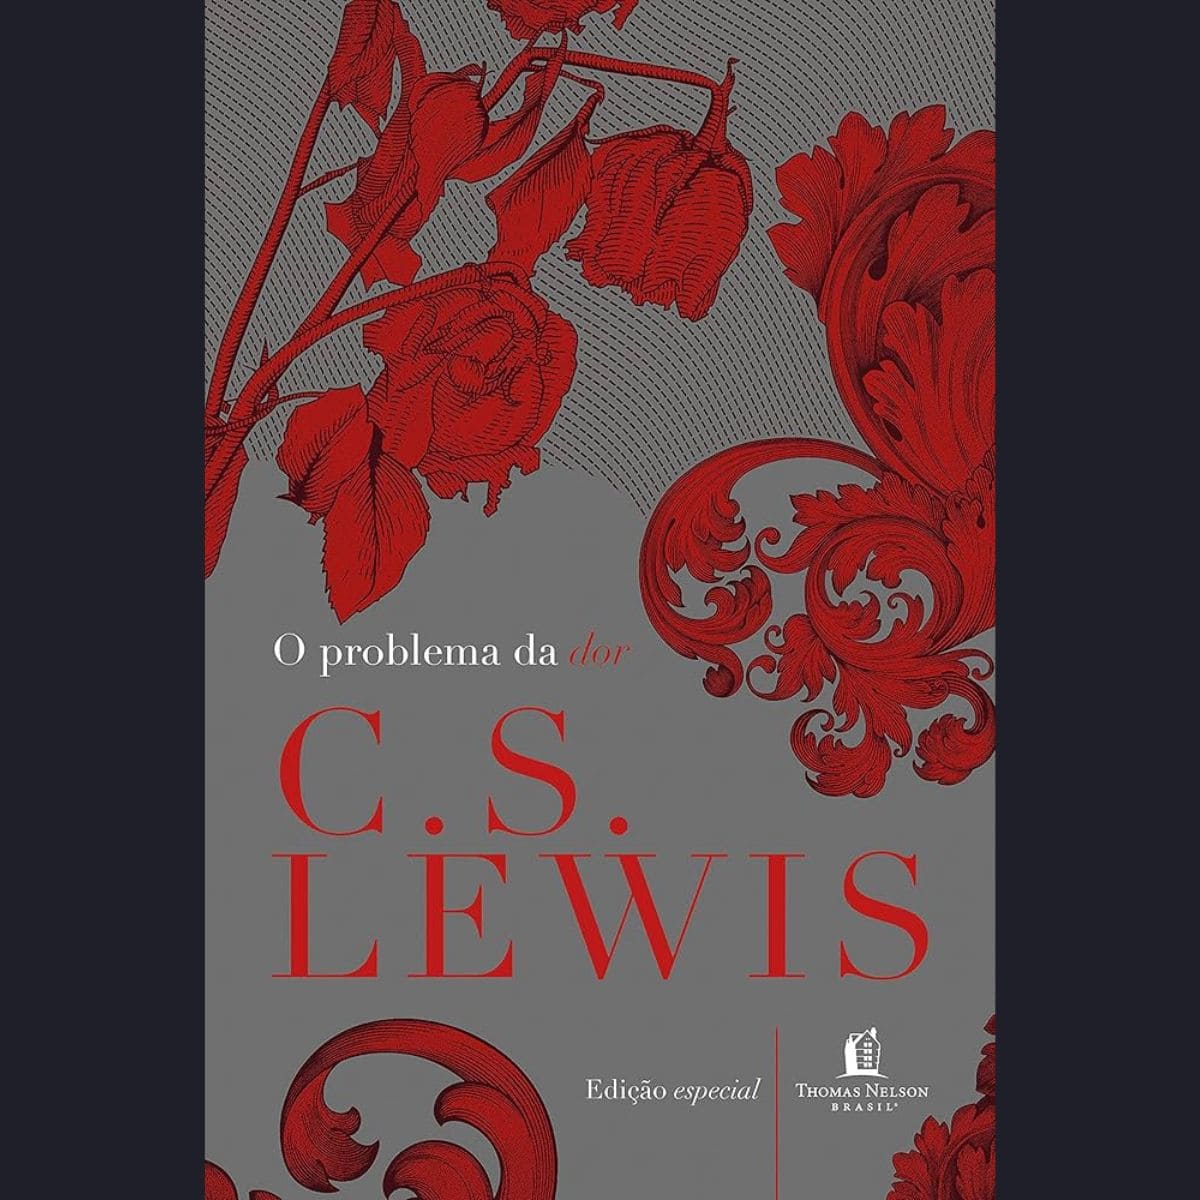 O problema da dor
C.S.
LEWIS
Edição especial
THOMAS NELSON
BRASIL®